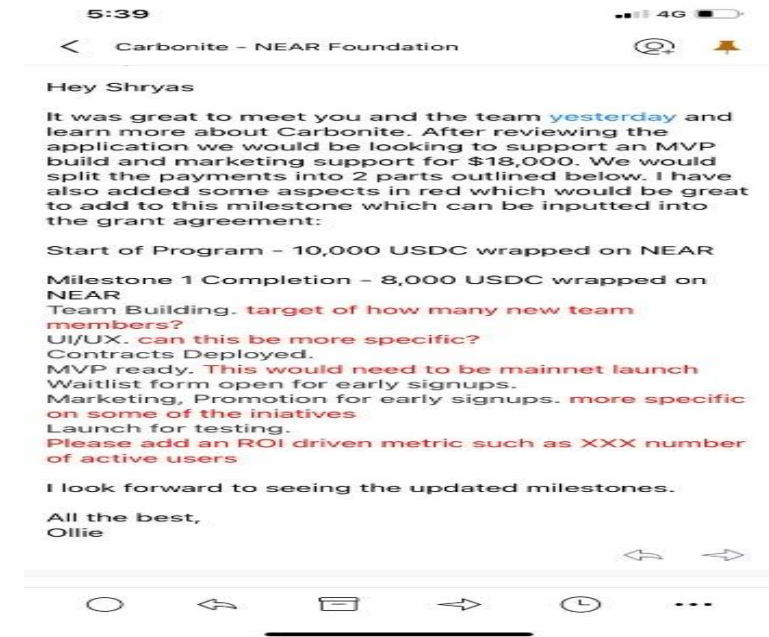 5:39
4G
Carbonite - NEAR Foundation
Hey Shryas
It was great to meet you and the team yesterday and
learn more about Carbonite. After reviewing the
application we would be looking to support an MVP
build and marketing support for $18,000. We would
split the payments into 2 parts outlined below. I have
also added some aspects in red which would be great
to add to this milestone which can be inputted into
the grant agreement:
Start of Program - 10,000 USDC wrapped on NEAR
Milestone 1 Completion - 8,000 USDC wrapped on
NEAR
Team Building. target of how many new team
members?
UI/UX. can this be more specific?
Contracts Deployed.
MVP ready. This would need to be mainnet launch
Waitlist form open for early signups.
Marketing, Promotion for early signups. more specific
on some of the iniatives
Launch for testing.
Please add an ROI driven metric such as XXX number
of active users
I look forward to seeing the updated milestones.
All the best,
Ollie